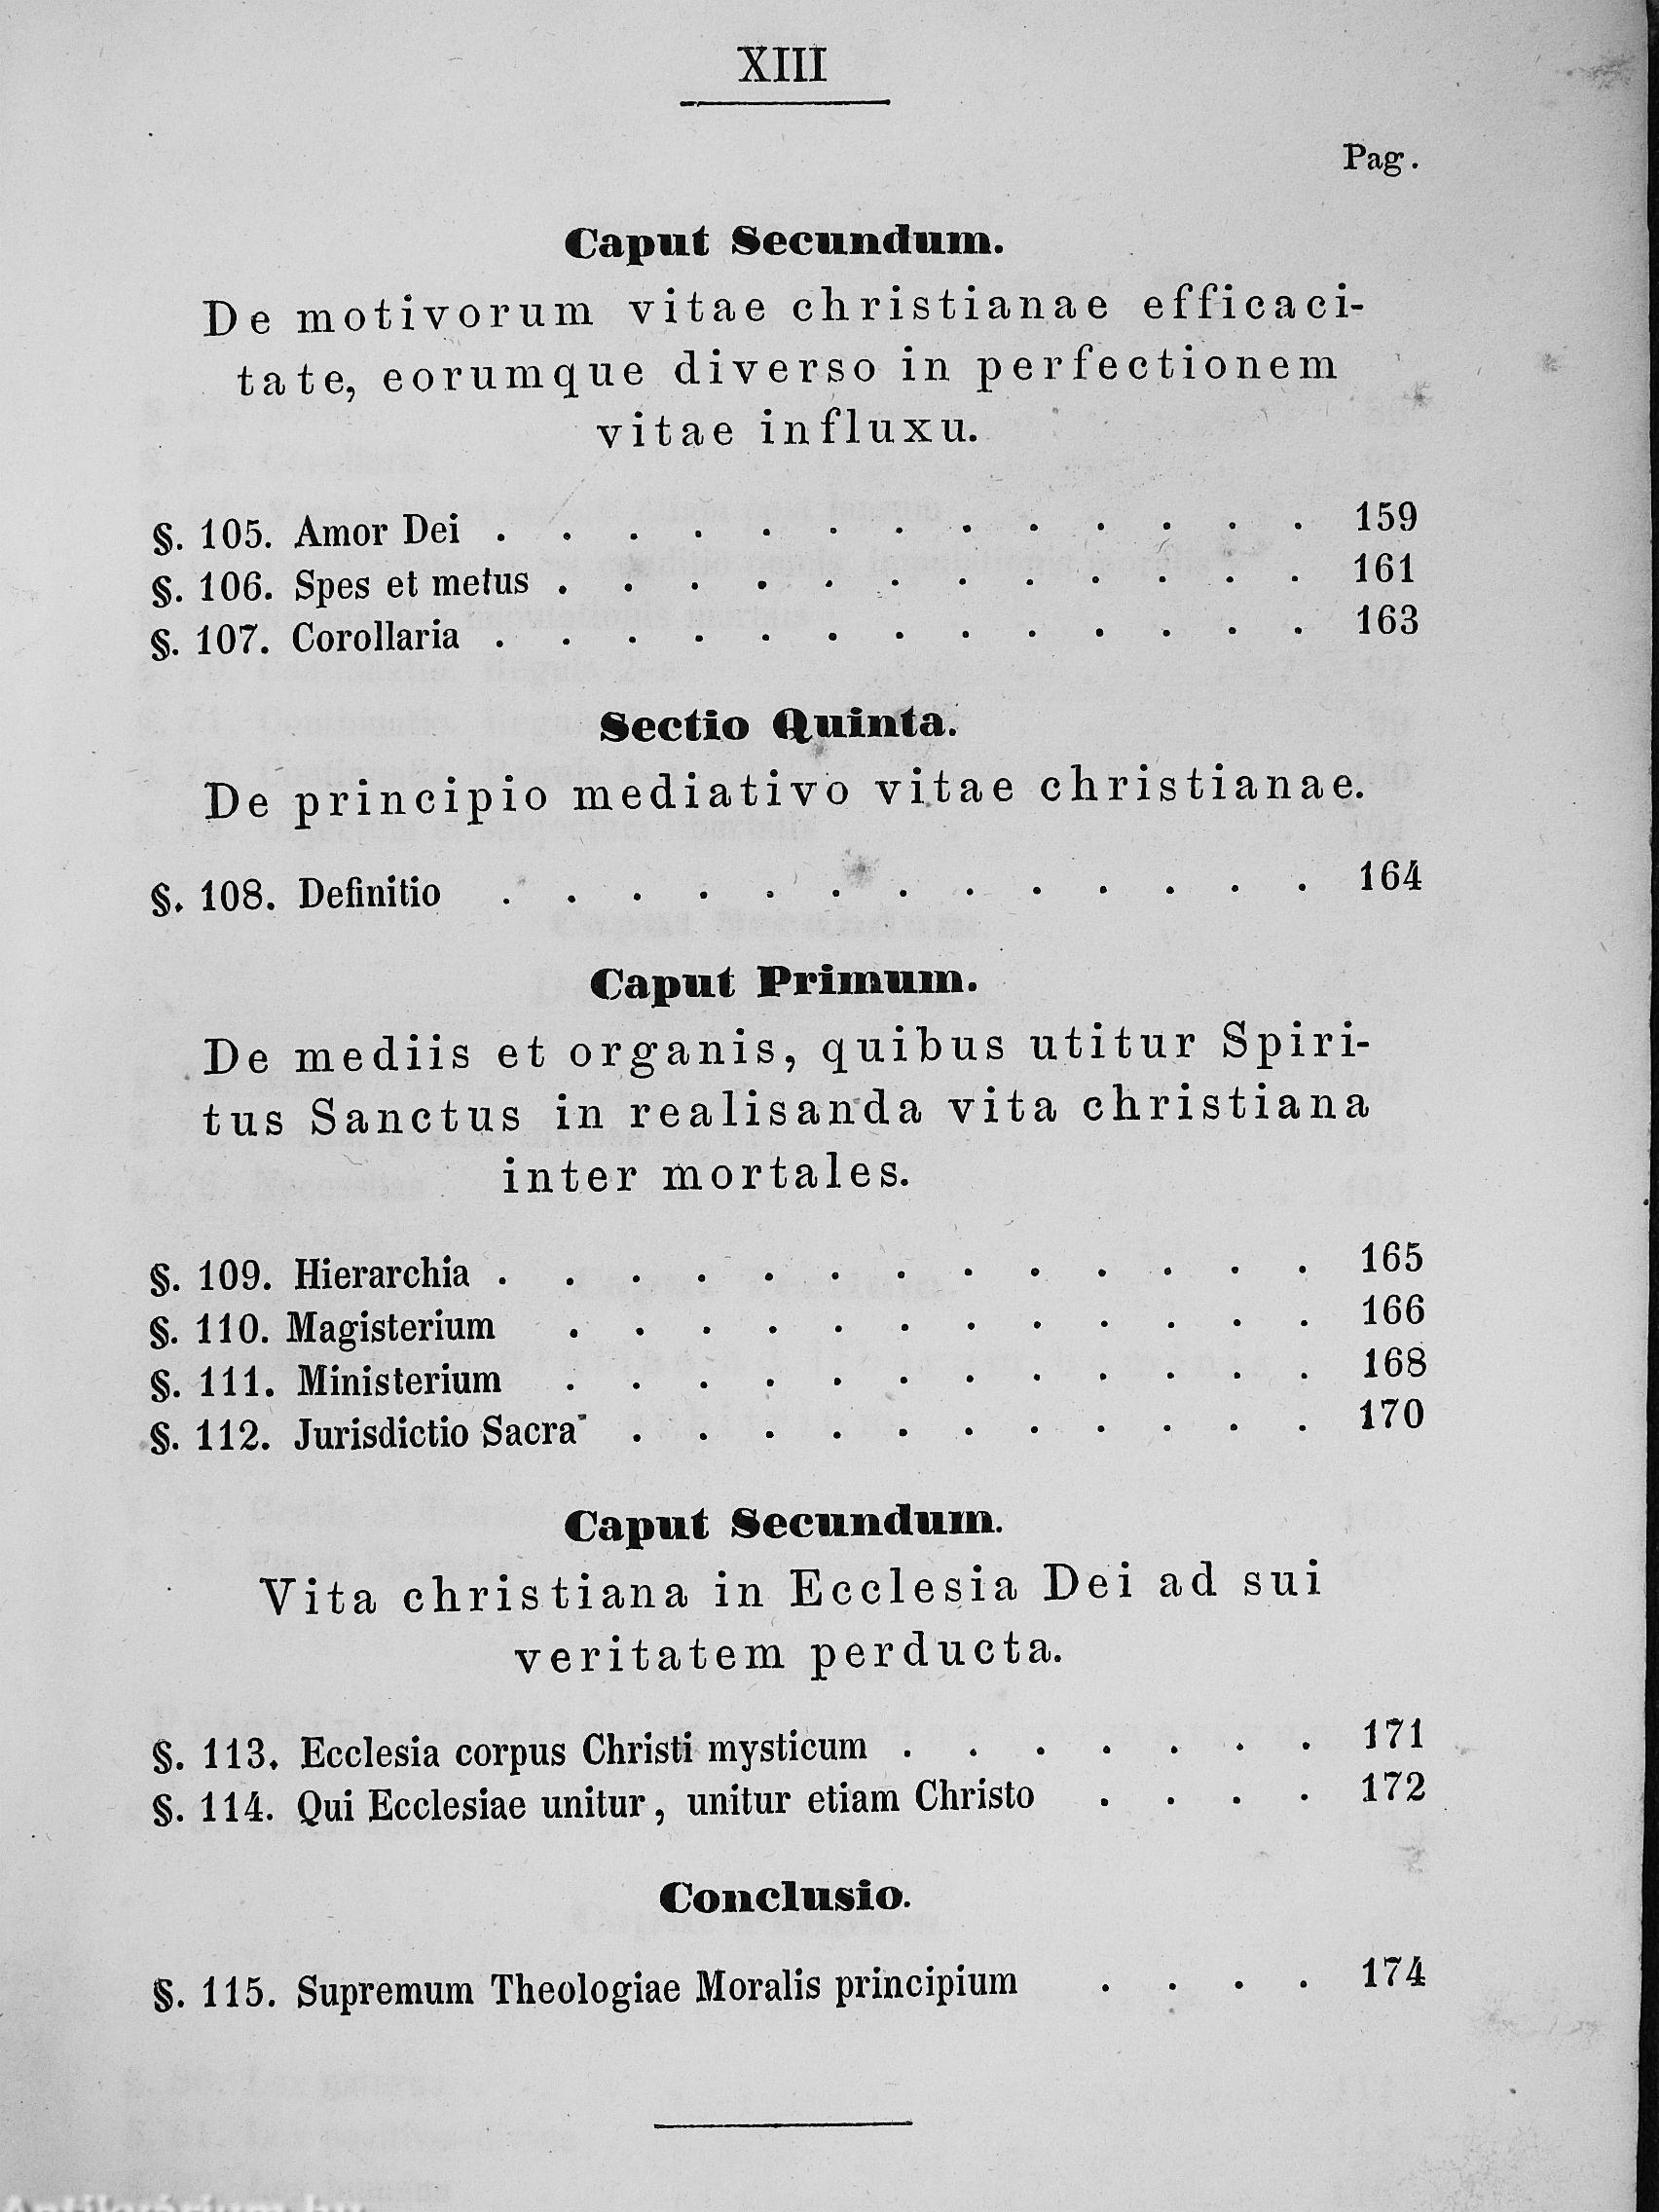 XIII
Pag.
Caput Secundum.
De motivorum vitae christianae efficaci-
tate, eorumque diverso in perfectionem
vitae influxu.
§. 105. Amor Dei . . . . . . . . . . . . . 159
§. 106. Spes et metus . . . . . . . . . . . . 161
§. 107. Corollaria . . . . . . . . . . . . . 163
Sectio Quinta.
De principio mediativo vitae christianae.
§. 108. Definitio . . . . . . . . . . . . . 164
Caput Primum.
De mediis et organis, quibus utitur Spiri-
tus Sanctus in realisanda vita christiana
inter mortales.
§. 109. Hierarchia . . . . . . . . . . . . . 165
§. 110. Magisterium . . . . . . . . . . . . 166
§. 111. Ministerium . . . . . . . . . . . . 168
§. 112. Jurisdictio Sacra . . . . . . . . . . . 170
Caput Secundum.
Vita christiana in Ecclesia Dei ad sui
veritatem perducta.
§. 113. Ecclesia corpus Christi mysticum . . . . . . . 171
§. 114. Qui Ecclesiae unitur, unitur etiam Christo . . . . 172
Conclusio.
§. 115. Supremum Theologiae Moralis principium . . . . 174